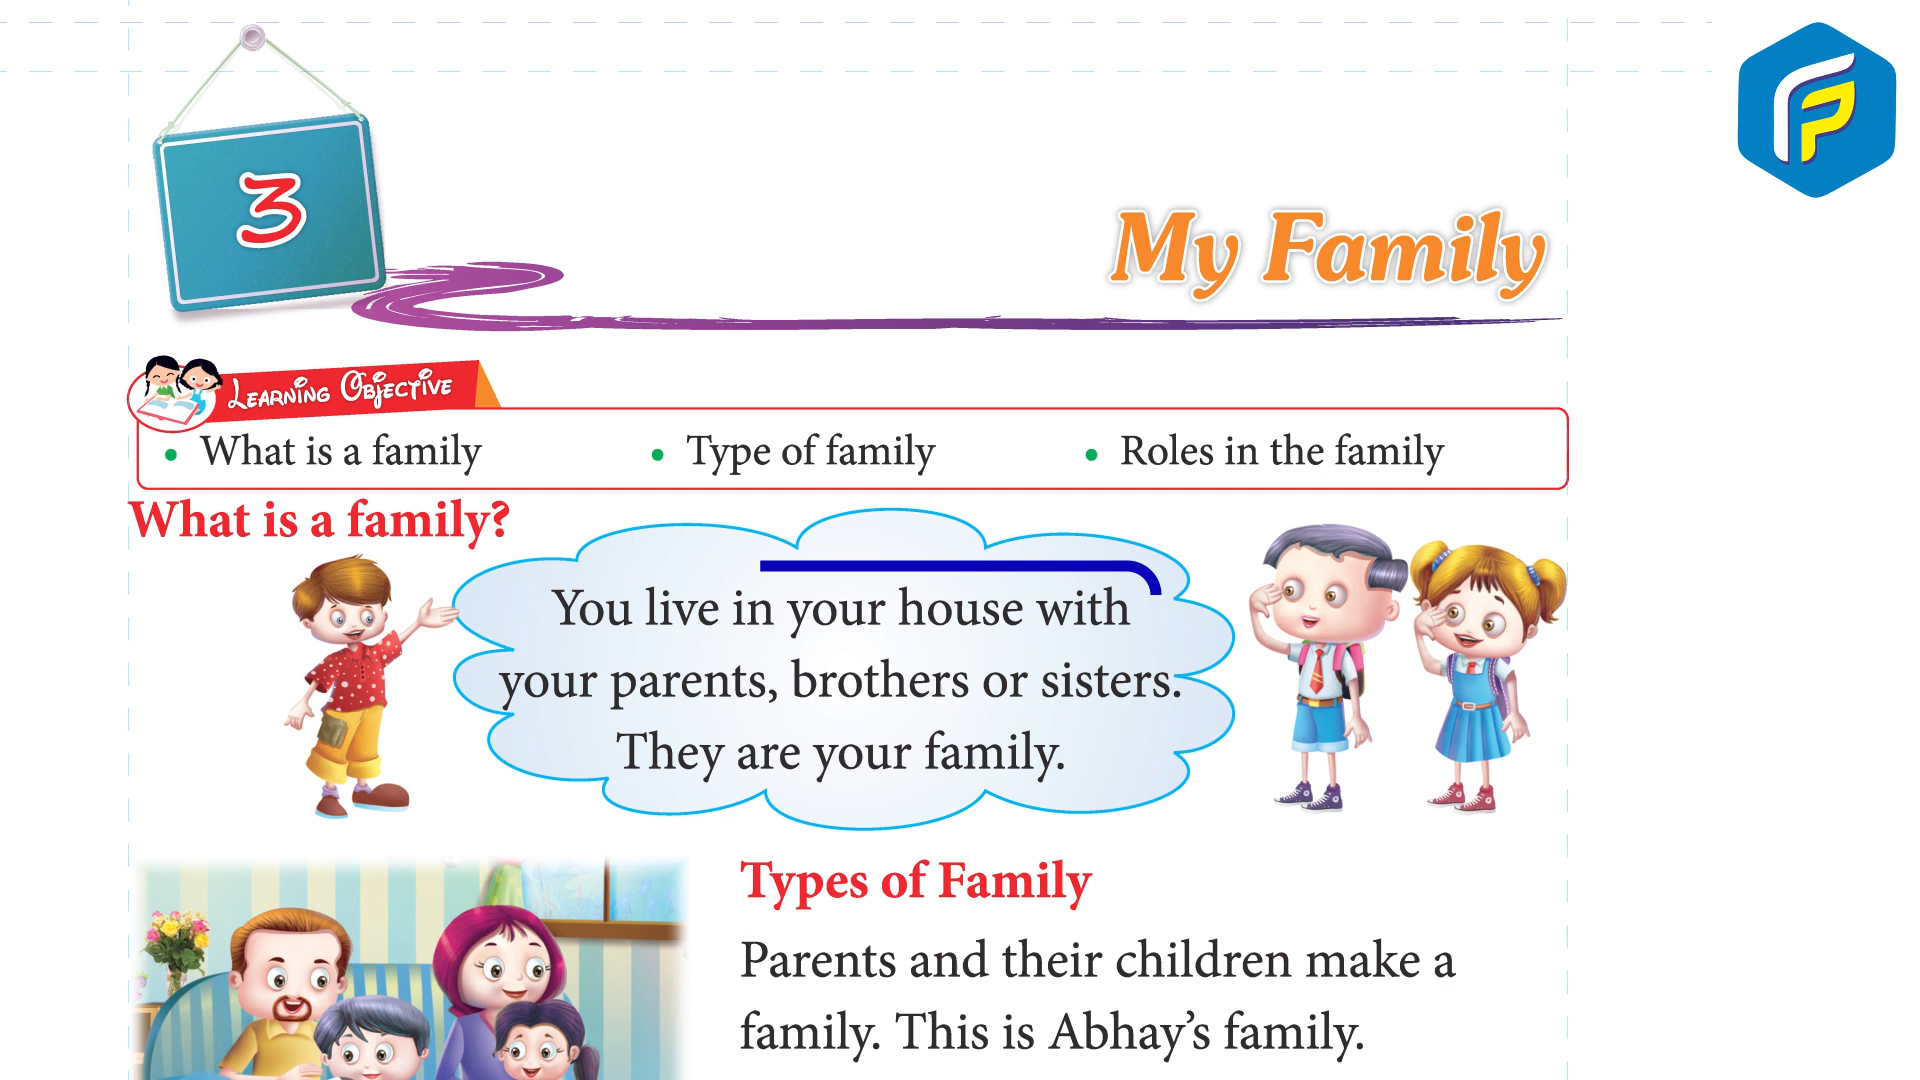 3
My Family
Learning Objective
• What is a family • Type of family • Roles in the family
What is a family?
You live in your house with
your parents, brothers or sisters.
They are your family.
Types of Family
Parents and their children make a
family. This is Abhay’s family.